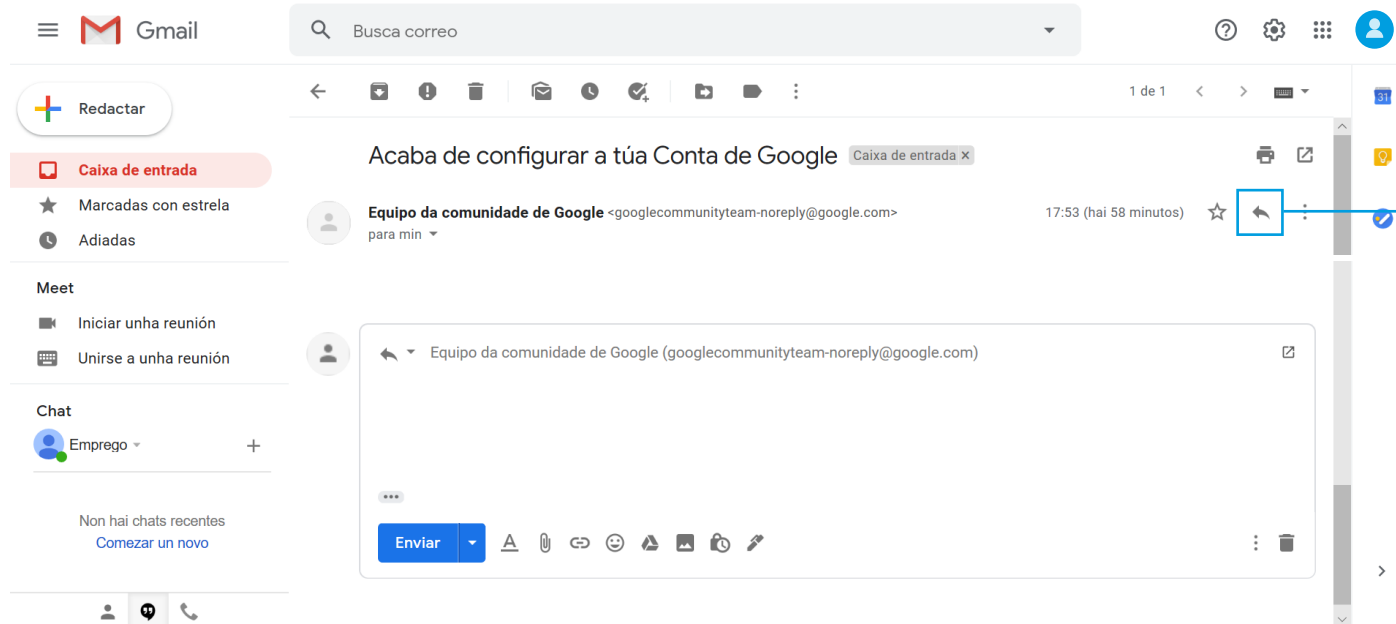 Gmail
Busca correo
Redactar
1 de 1
31
Caixa de entrada
Marcadas con estrela
Adiadas
Meet
Iniciar unha reunión
Unirse a unha reunión
Chat
Emprego
Non hai chats recentes
Comezar un novo
Acaba de configurar a túa Conta de Google
Caixa de entrada x
Equipo da comunidade de Google <googlecommunityteam-noreply@google.com>
17:53 (hai 58 minutos)
para min
Equipo da comunidade de Google (googlecommunityteam-noreply@google.com)
Enviar